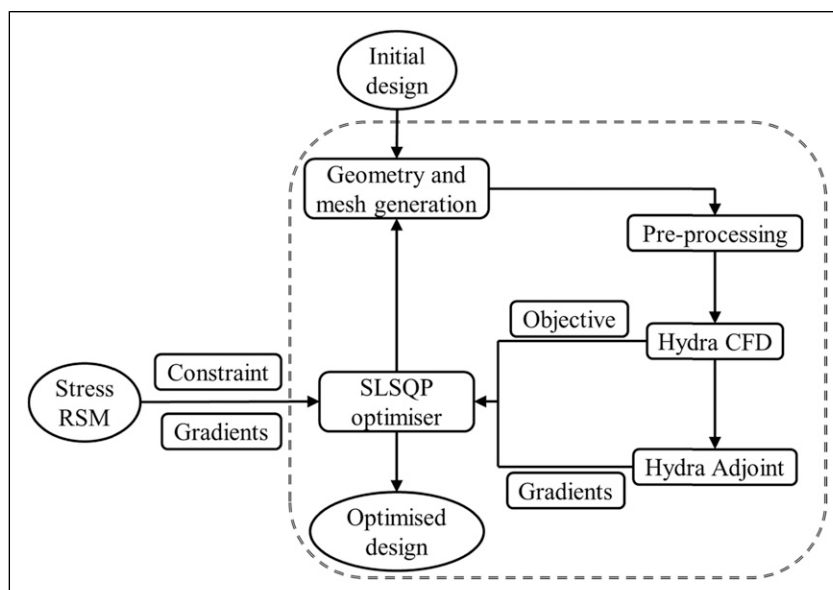 Initial
design
Geometry and
mesh generation
Pre-processing
Objective
Hydra CFD
Constraint
SLSQP
optimiser
Stress
RSM
Gradients
Hydra Adjoint
Gradients
Optimised
design